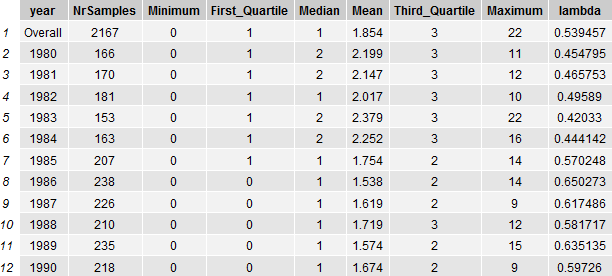 year NrSamples Minimum First_Quartile Median Mean Third_Quartile Maximum lambda
1 Overall 2167 0 1 1 1.854 3 22 0.539457
2 1980 166 0 1 2 2.199 3 11 0.454795
3 1981 170 0 1 2 2.147 3 12 0.465753
4 1982 181 0 1 1 2.017 3 10 0.49589
5 1983 153 0 1 2 2.379 3 22 0.42033
6 1984 163 0 1 2 2.252 3 16 0.444142
7 1985 207 0 1 1 1.754 2 14 0.570248
8 1986 238 0 0 1 1.538 2 14 0.650273
9 1987 226 0 0 1 1.619 2 9 0.617486
10 1988 210 0 0 1 1.719 3 12 0.581717
11 1989 235 0 0 1 1.574 2 15 0.635135
12 1990 218 0 0 1 1.674 2 9 0.59726